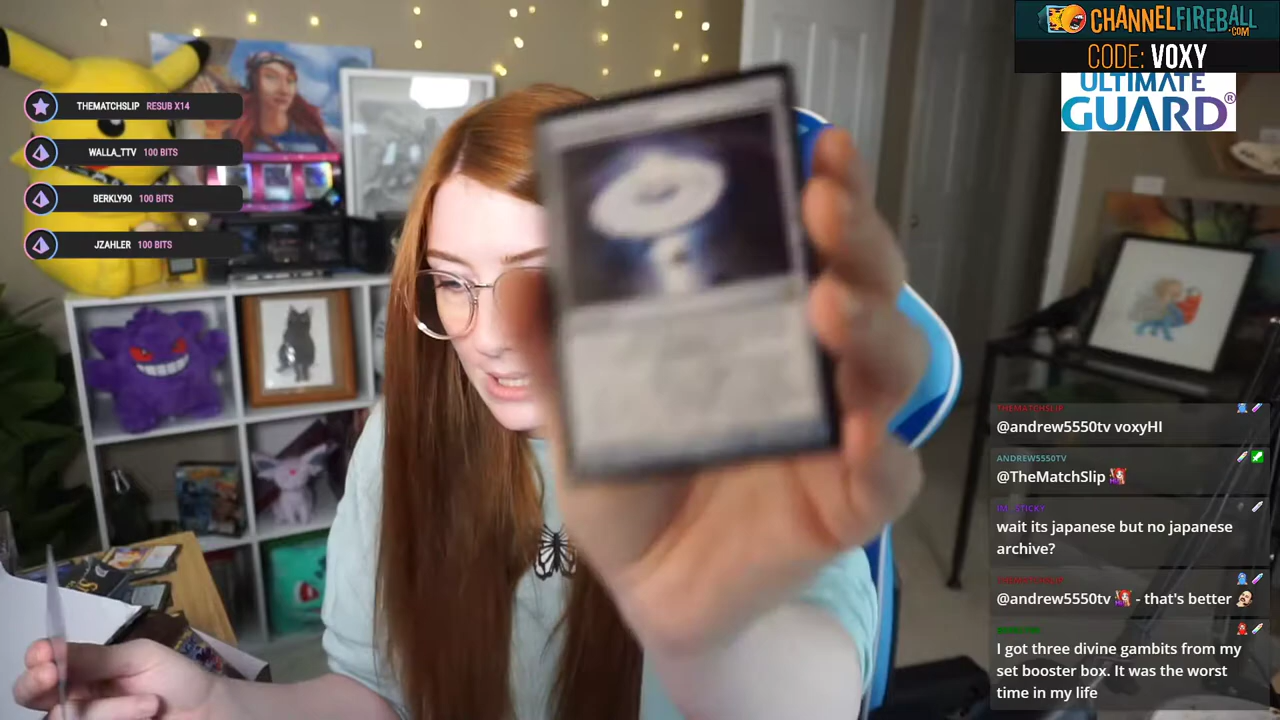 CHANNELFIREBALL
.COM
CODE: VOXY
ULTIMATE
GUARD®
THEMATCHSLIP RESUB X14
WALLA_TTV 100 BITS
BERKLY90 100 BITS
JZAHLER 100 BITS
THEMATCHSLIP
@andrew5550tv voxyHI
ANDREW5550TV
@TheMatchSlip
wait its japanese but no japanese
archive?
@andrew5550tv - that's better
I got three divine gambits from my
set booster box. It was the worst
time in my life